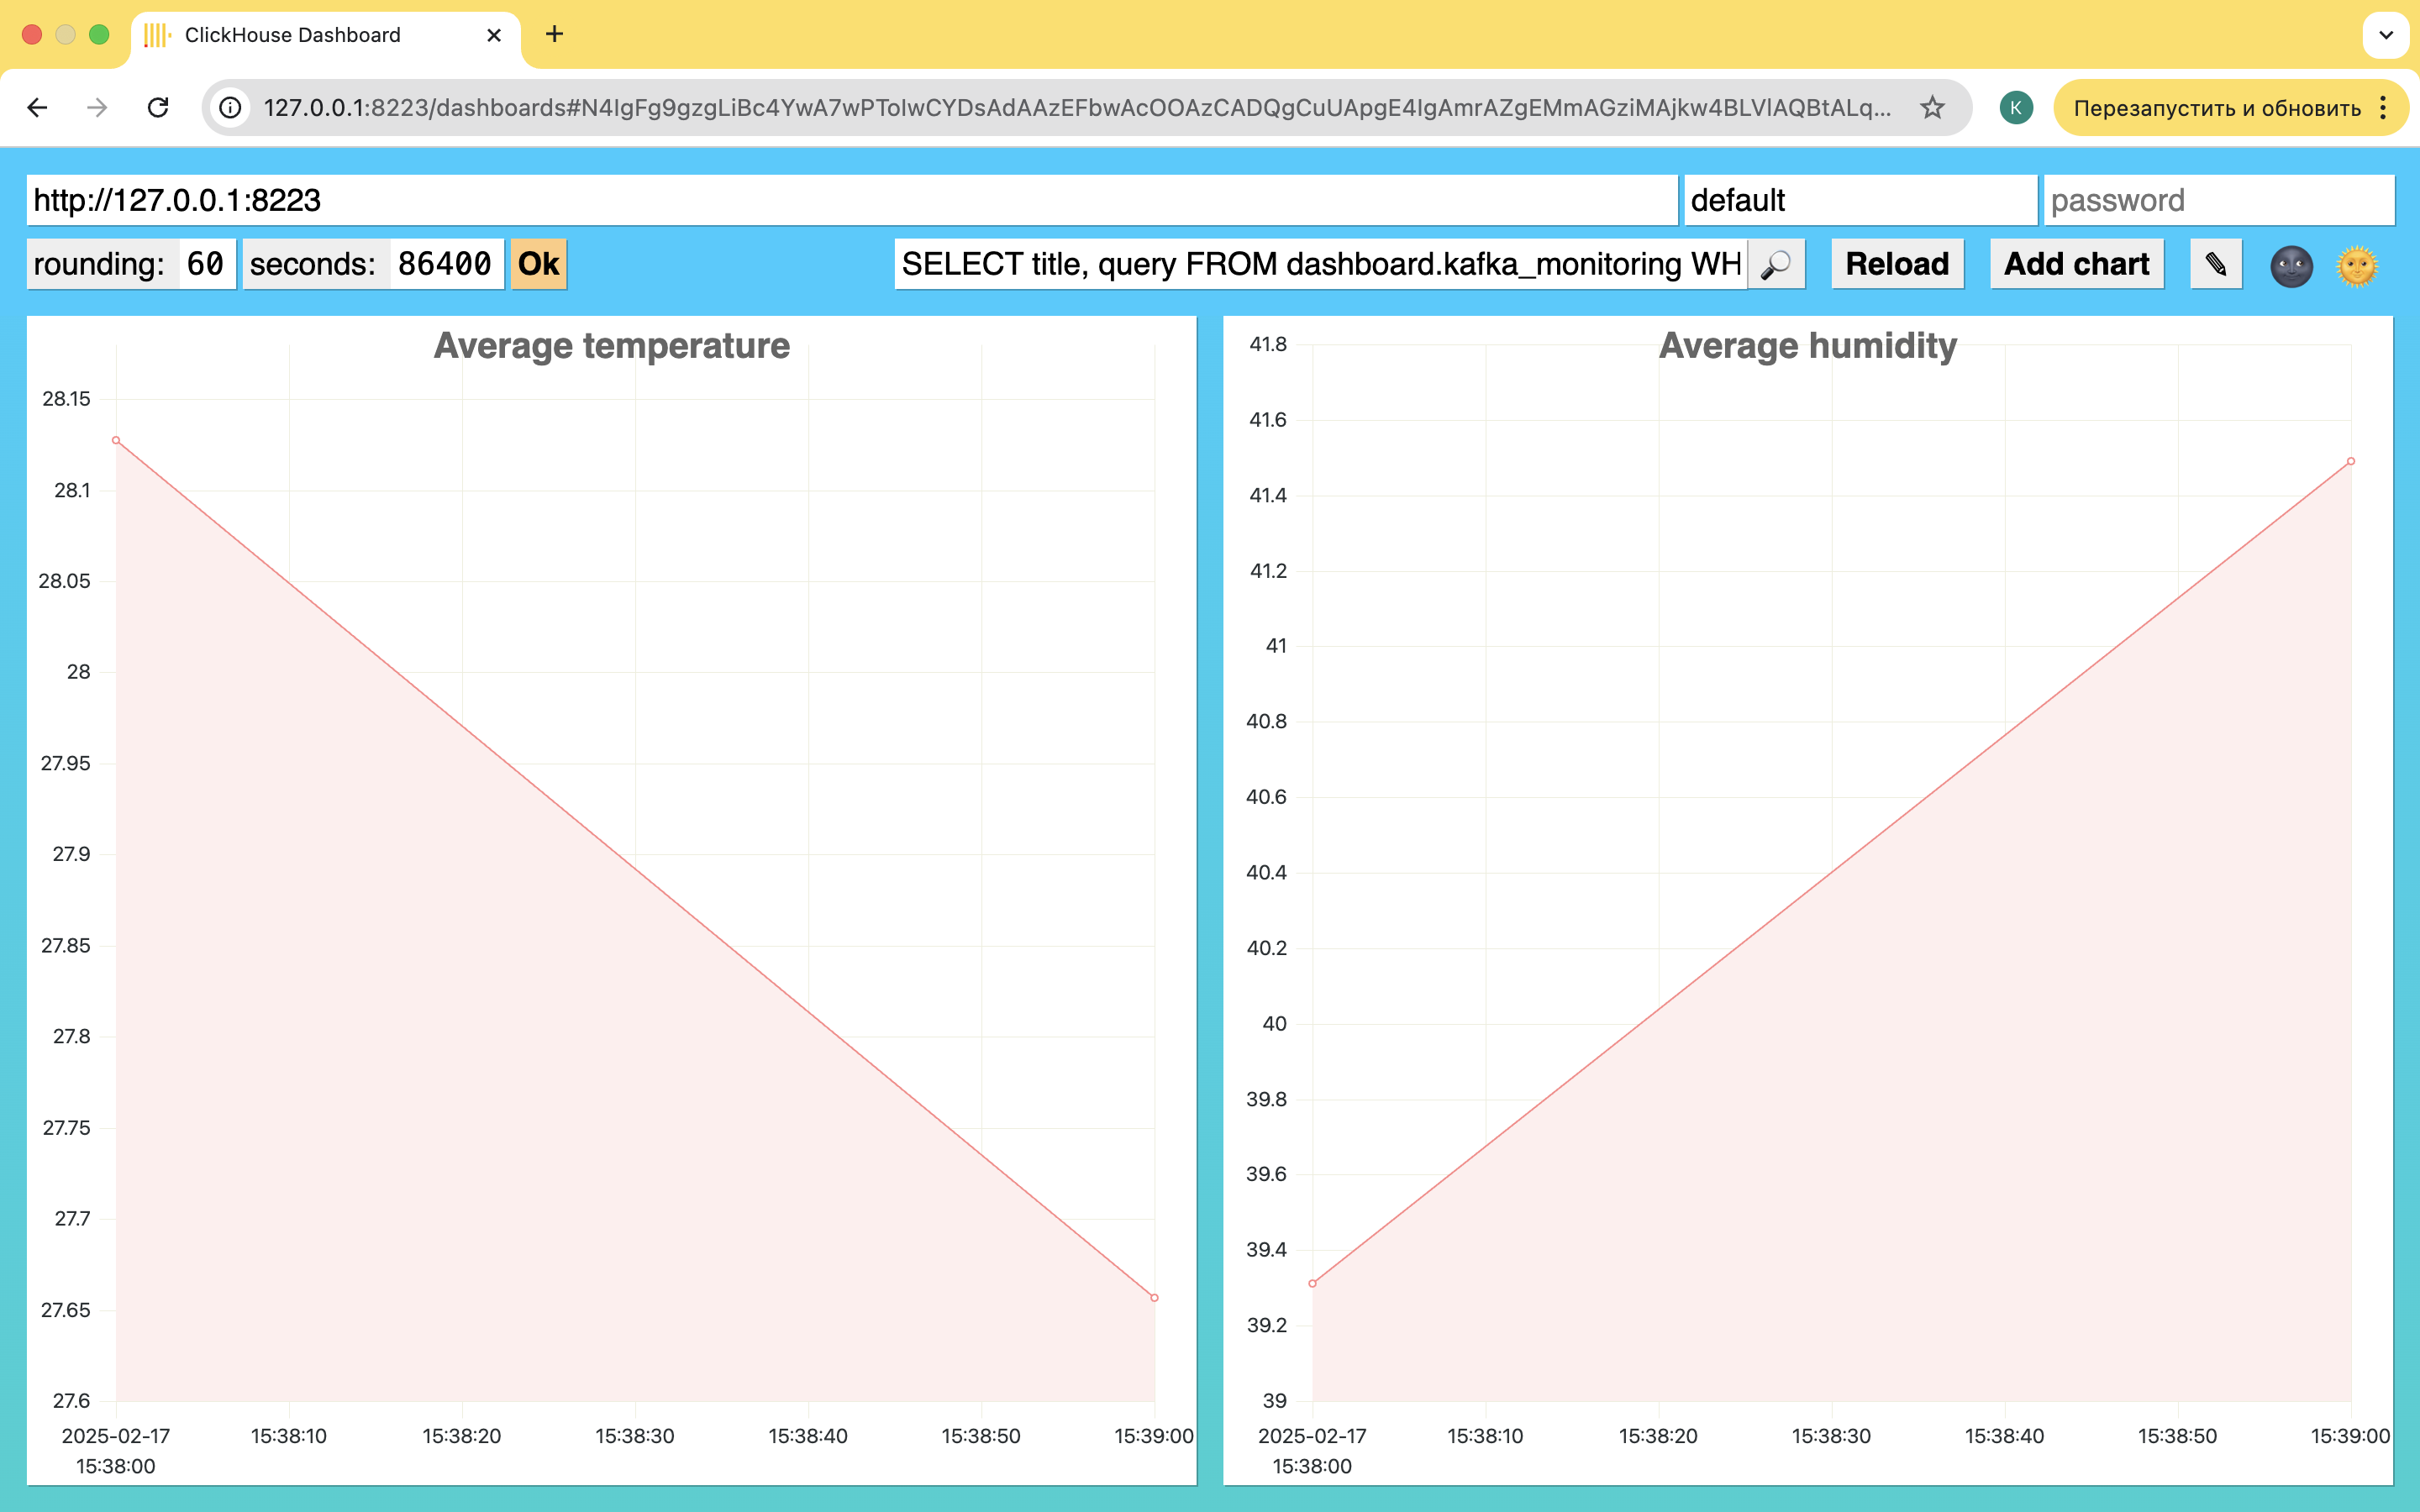 ClickHouse Dashboard
127.0.0.1:8223/dashboards#N4IgFg9gzgLiBc4YwA7wPToIwCYDsAdAAzEFbwAcOOAzCADQgCuUApgE4IgAmrAZgEMmAGziMAjkw4BLVlAQBtALq...
K
Перезапустить и обновить
http://127.0.0.1:8223 default password
rounding: 60 seconds: 86400 Ok SELECT title, query FROM dashboard.kafka_monitoring WH Reload Add chart
Average temperature
28.15
28.1
28.05
28
27.95
27.9
27.85
27.8
27.75
27.7
27.65
27.6
2025-02-17 15:38:10 15:38:20 15:38:30 15:38:40 15:38:50 15:39:00
15:38:00
Average humidity
41.8
41.6
41.4
41.2
41
40.8
40.6
40.4
40.2
40
39.8
39.6
39.4
39.2
39
2025-02-17 15:38:10 15:38:20 15:38:30 15:38:40 15:38:50 15:39:00
15:38:00